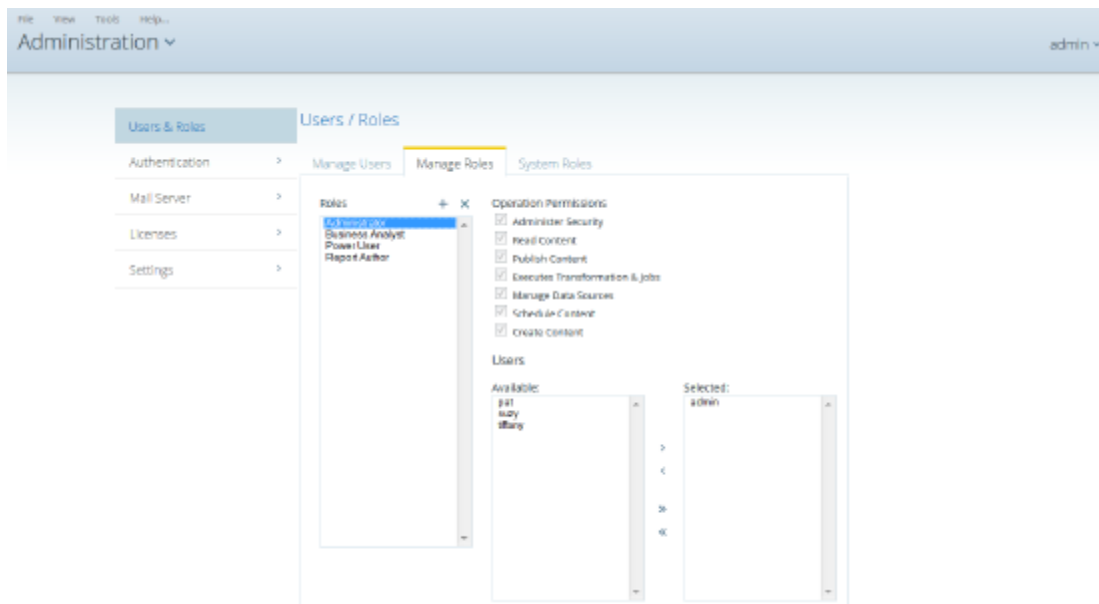 File View Tools Help...
Administration
admin
Users & Roles
Authentication
Mail Server
Licenses
Settings
Users / Roles
Manage Users Manage Roles System Roles
Roles
Administrator
Business Analyst
Power User
Report Author
Operation Permissions
Administer Security
Read Content
Publish Content
Executes Transformation & Jobs
Manage Data Sources
Schedule Content
Create Content
Users
Available:
pat
suzy
tiffany
Selected:
admin